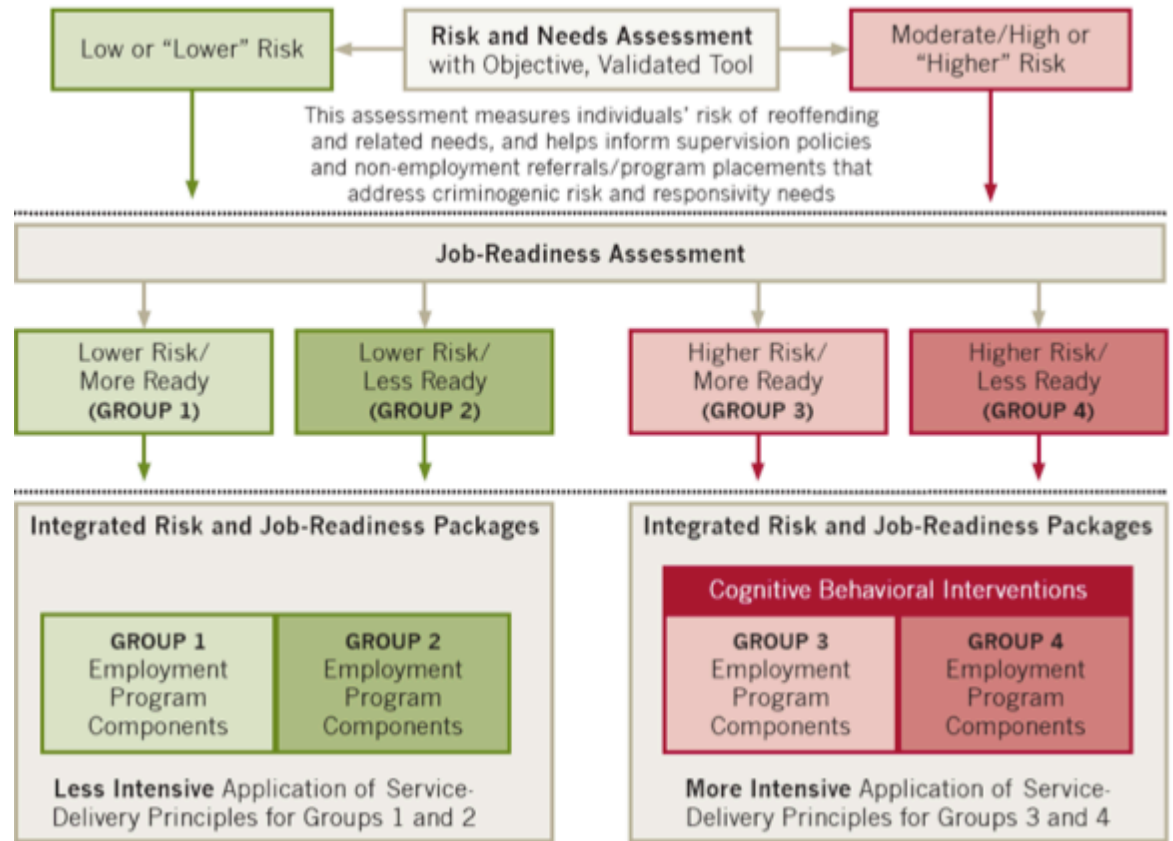 Low or “Lower” Risk
Risk and Needs Assessment
with Objective, Validated Tool
Moderate/High or
“Higher” Risk
This assessment measures individuals’ risk of reoffending
and related needs, and helps inform supervision policies
and non-employment referrals/program placements that
address criminogenic risk and responsivity needs
Job-Readiness Assessment
Lower Risk/
More Ready
(GROUP 1)
Lower Risk/
Less Ready
(GROUP 2)
Higher Risk/
More Ready
(GROUP 3)
Higher Risk/
Less Ready
(GROUP 4)
Integrated Risk and Job-Readiness Packages
GROUP 1
Employment
Program
Components
GROUP 2
Employment
Program
Components
Less Intensive Application of Service-
Delivery Principles for Groups 1 and 2
Integrated Risk and Job-Readiness Packages
Cognitive Behavioral Interventions
GROUP 3
Employment
Program
Components
GROUP 4
Employment
Program
Components
More Intensive Application of Service-
Delivery Principles for Groups 3 and 4